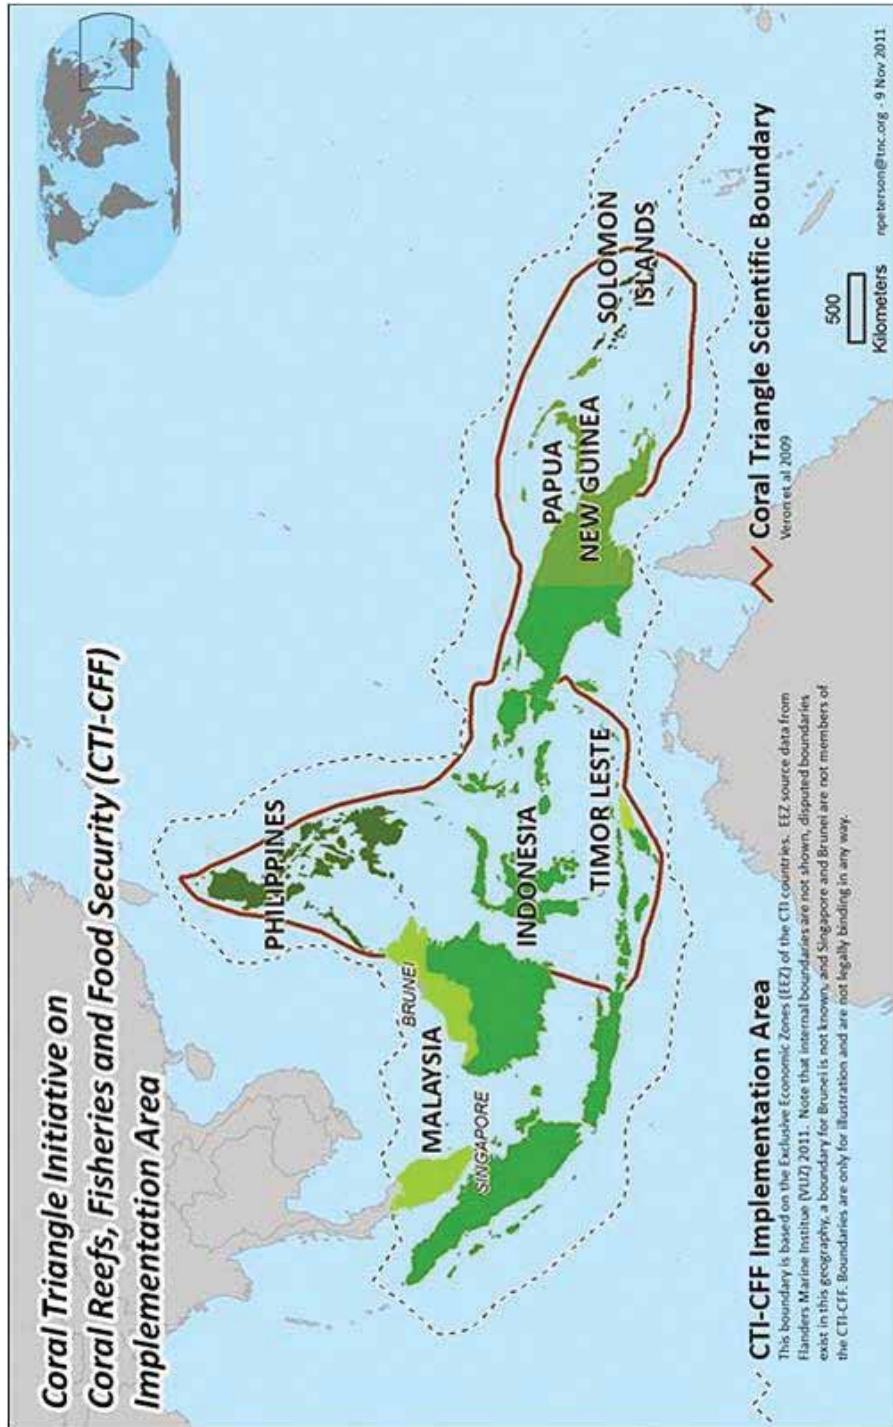 Coral Triangle Initiative on
Coral Reefs, Fisheries and Food Security (CTI-CFF)
Implementation Area
PHILIPPINES
BRUNEI
MALAYSIA
SINGAPORE
INDONESIA
TIMOR LESTE
PAPUA
NEW GUINEA
SOLOMON
ISLANDS
CTI-CFF Implementation Area
This boundary is based on the Exclusive Economic Zones (EEZ) of the CTI countries. EEZ source data from
Flanders Marine Institue (VLIZ) 2011. Note that internal boundaries are not shown, disputed boundaries
exist in this geography, a boundary for Brunei is not known, and Singapore and Brunei are not members of
the CTI-CFF. Boundaries are only for illustration and are not legally binding in any way.
Coral Triangle Scientific Boundary
Veron et al 2009
500
Kilometers
npeterson@tnc.org - 9 Nov 2011